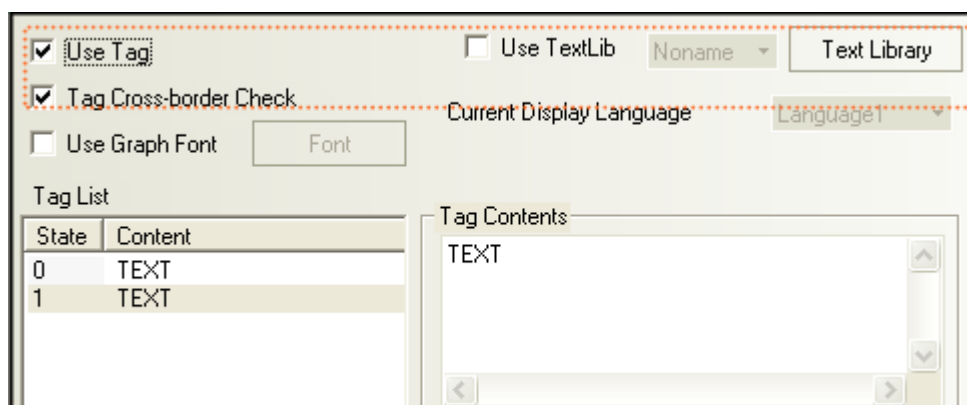 Use Tag Use TextLib Noname Text Library
Tag Cross-border Check
Current Display Language Language1
Use Graph Font Font
Tag List
Tag Contents
State Content
TEXT
0 TEXT
1 TEXT